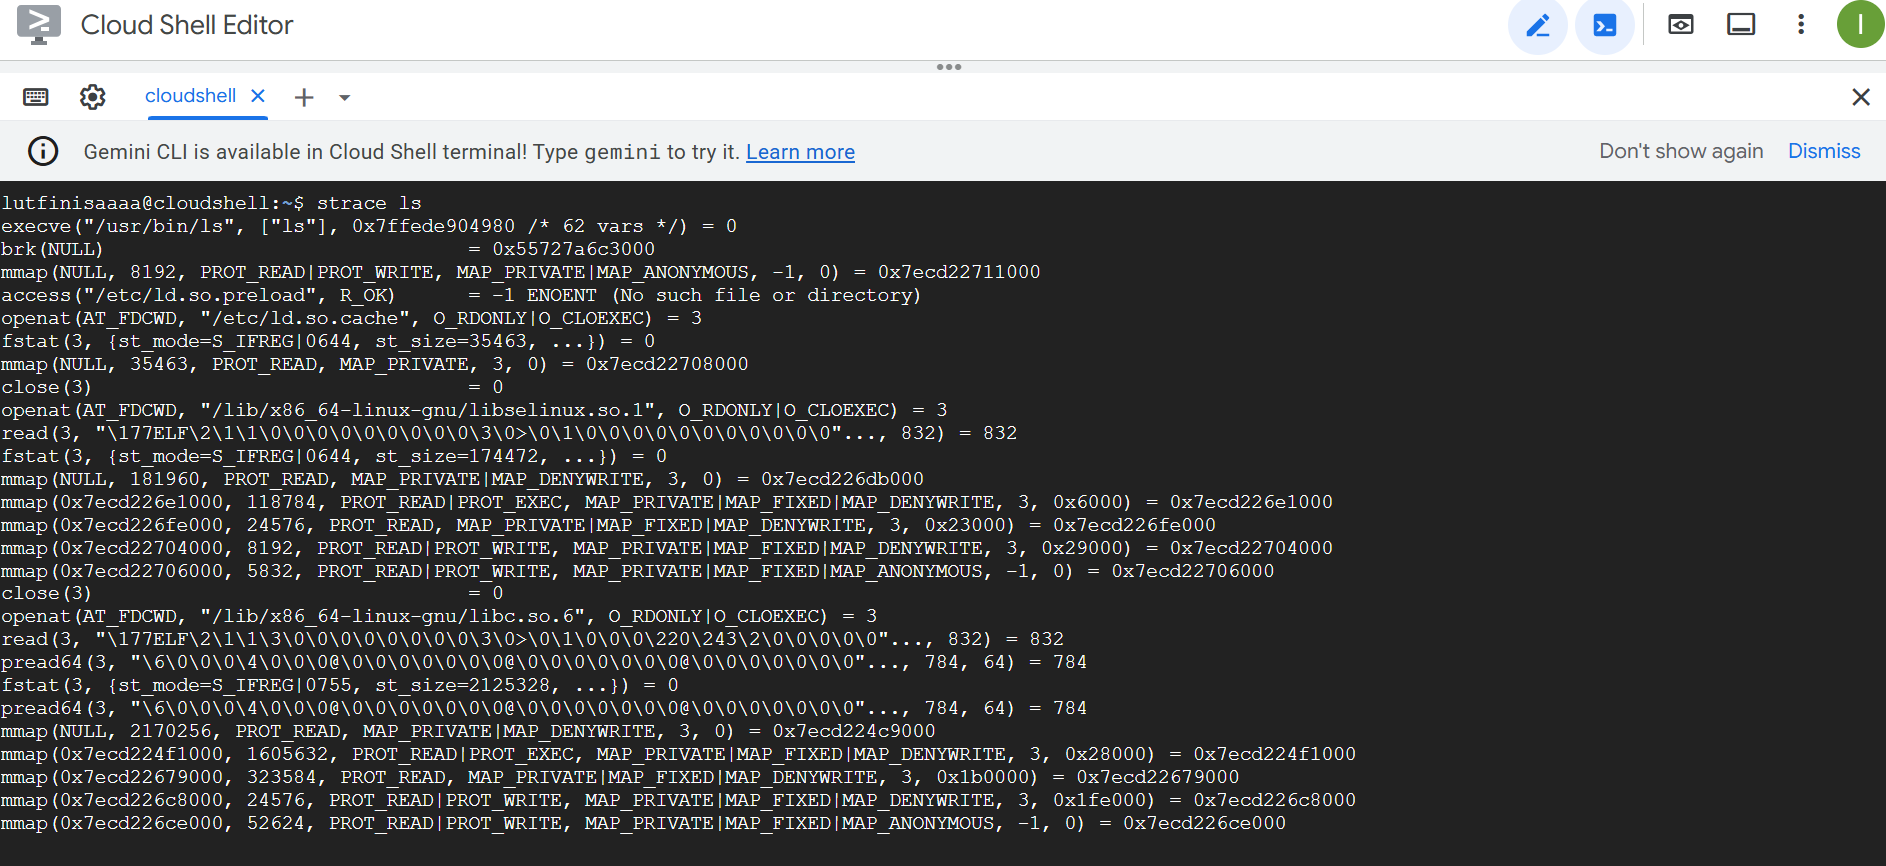 Cloud Shell Editor
I
cloudshell
Gemini CLI is available in Cloud Shell terminal! Type gemini to try it. Learn more Don't show again Dismiss
lutfinisaaaa@cloudshell:~$ strace ls
execve("/usr/bin/ls", ["ls"], 0x7ffede904980 /* 62 vars */) = 0
brk(NULL)                               = 0x55727a6c3000
mmap(NULL, 8192, PROT_READ|PROT_WRITE, MAP_PRIVATE|MAP_ANONYMOUS, -1, 0) = 0x7ecd22711000
access("/etc/ld.so.preload", R_OK)      = -1 ENOENT (No such file or directory)
openat(AT_FDCWD, "/etc/ld.so.cache", O_RDONLY|O_CLOEXEC) = 3
fstat(3, {st_mode=S_IFREG|0644, st_size=35463, ...}) = 0
mmap(NULL, 35463, PROT_READ, MAP_PRIVATE, 3, 0) = 0x7ecd22708000
close(3)                                = 0
openat(AT_FDCWD, "/lib/x86_64-linux-gnu/libselinux.so.1", O_RDONLY|O_CLOEXEC) = 3
read(3, "\177ELF\2\1\1\0\0\0\0\0\0\0\0\0\3\0>\0\1\0\0\0\0\0\0\0\0\0\0\0"..., 832) = 832
fstat(3, {st_mode=S_IFREG|0644, st_size=174472, ...}) = 0
mmap(NULL, 181960, PROT_READ, MAP_PRIVATE|MAP_DENYWRITE, 3, 0) = 0x7ecd226db000
mmap(0x7ecd226e1000, 118784, PROT_READ|PROT_EXEC, MAP_PRIVATE|MAP_FIXED|MAP_DENYWRITE, 3, 0x6000) = 0x7ecd226e1000
mmap(0x7ecd226fe000, 24576, PROT_READ, MAP_PRIVATE|MAP_FIXED|MAP_DENYWRITE, 3, 0x23000) = 0x7ecd226fe000
mmap(0x7ecd22704000, 8192, PROT_READ|PROT_WRITE, MAP_PRIVATE|MAP_FIXED|MAP_DENYWRITE, 3, 0x29000) = 0x7ecd22704000
mmap(0x7ecd22706000, 5832, PROT_READ|PROT_WRITE, MAP_PRIVATE|MAP_FIXED|MAP_ANONYMOUS, -1, 0) = 0x7ecd22706000
close(3)                                = 0
openat(AT_FDCWD, "/lib/x86_64-linux-gnu/libc.so.6", O_RDONLY|O_CLOEXEC) = 3
read(3, "\177ELF\2\1\1\3\0\0\0\0\0\0\0\0\3\0>\0\1\0\0\0\220\243\2\0\0\0\0\0"..., 832) = 832
pread64(3, "\6\0\0\0\4\0\0\0@\0\0\0\0\0\0\0@\0\0\0\0\0\0\0@\0\0\0\0\0\0\0"..., 784, 64) = 784
fstat(3, {st_mode=S_IFREG|0755, st_size=2125328, ...}) = 0
pread64(3, "\6\0\0\0\4\0\0\0@\0\0\0\0\0\0\0@\0\0\0\0\0\0\0@\0\0\0\0\0\0\0"..., 784, 64) = 784
mmap(NULL, 2170256, PROT_READ, MAP_PRIVATE|MAP_DENYWRITE, 3, 0) = 0x7ecd224c9000
mmap(0x7ecd224f1000, 1605632, PROT_READ|PROT_EXEC, MAP_PRIVATE|MAP_FIXED|MAP_DENYWRITE, 3, 0x28000) = 0x7ecd224f1000
mmap(0x7ecd22679000, 323584, PROT_READ, MAP_PRIVATE|MAP_FIXED|MAP_DENYWRITE, 3, 0x1b0000) = 0x7ecd22679000
mmap(0x7ecd226c8000, 24576, PROT_READ|PROT_WRITE, MAP_PRIVATE|MAP_FIXED|MAP_DENYWRITE, 3, 0x1fe000) = 0x7ecd226c8000
mmap(0x7ecd226ce000, 52624, PROT_READ|PROT_WRITE, MAP_PRIVATE|MAP_FIXED|MAP_ANONYMOUS, -1, 0) = 0x7ecd226ce000